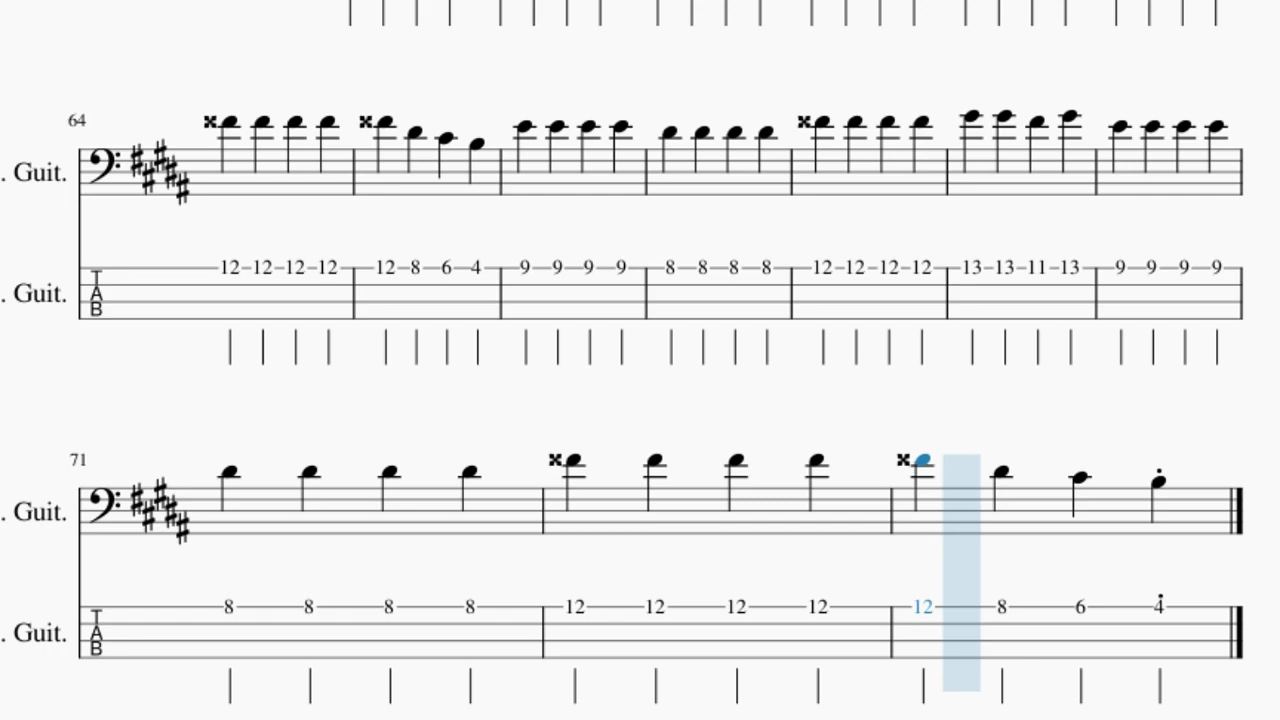 64
. Guit.
12 12 12 12 12 8 6 4 9 9 9 9 8 8 8 8 12 12 12 12 13 13 11 13 9 9 9 9
. Guit.
T
A
B
71
. Guit.
8 8 8 8 12 12 12 12 12 8 6 4
. Guit.
T
A
B